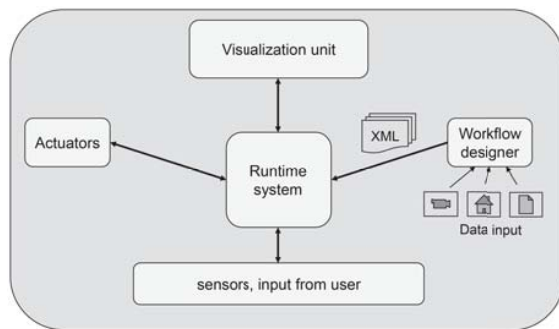 Visualization unit
Actuators
XML
Workflow
designer
Runtime
system
Data input
sensors, input from user